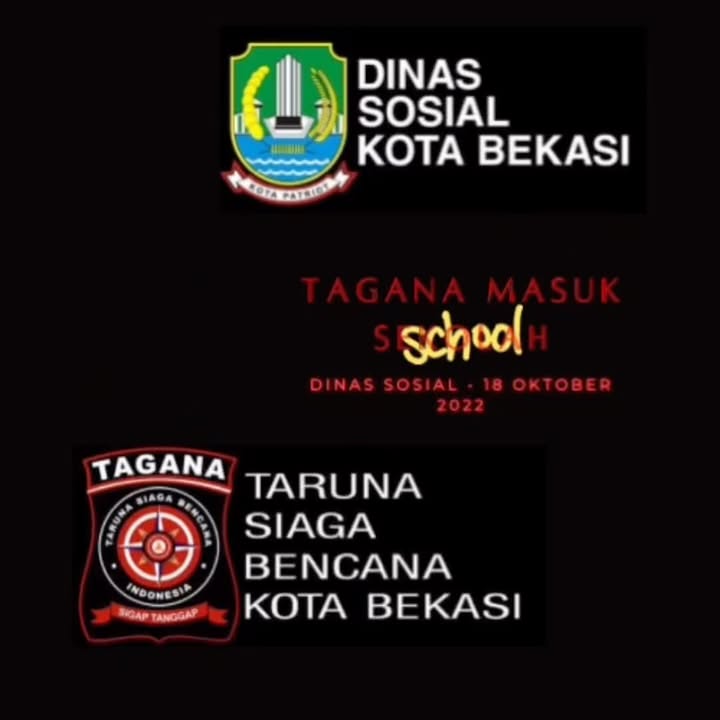 DINAS
SOSIAL
KOTA BEKASI
KOTA PATRIOT
TAGANA MASUK
SEKOLAH
school
DINAS SOSIAL - 18 OKTOBER
2022
TAGANA
TARUNA SIAGA BENCANA
INDONESIA
SIGAP TANGGAP
TARUNA
SIAGA
BENCANA
KOTA BEKASI